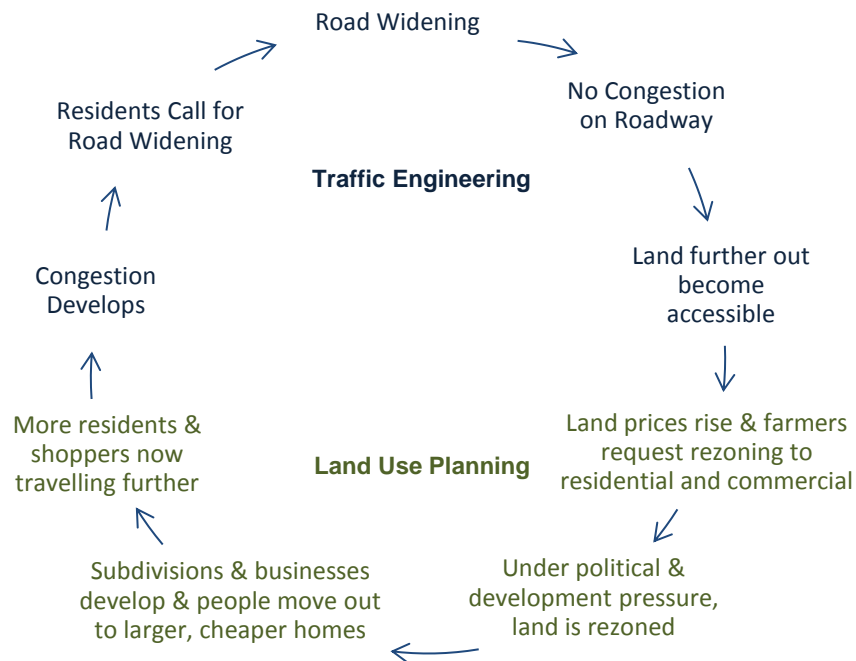 Road Widening
No Congestion
on Roadway
Land further out
become
accessible
Land prices rise & farmers
request rezoning to
residential and commercial
Under political &
development pressure,
land is rezoned
Subdivisions & businesses
develop & people move out
to larger, cheaper homes
More residents &
shoppers now
travelling further
Congestion
Develops
Residents Call for
Road Widening
Traffic Engineering
Land Use Planning